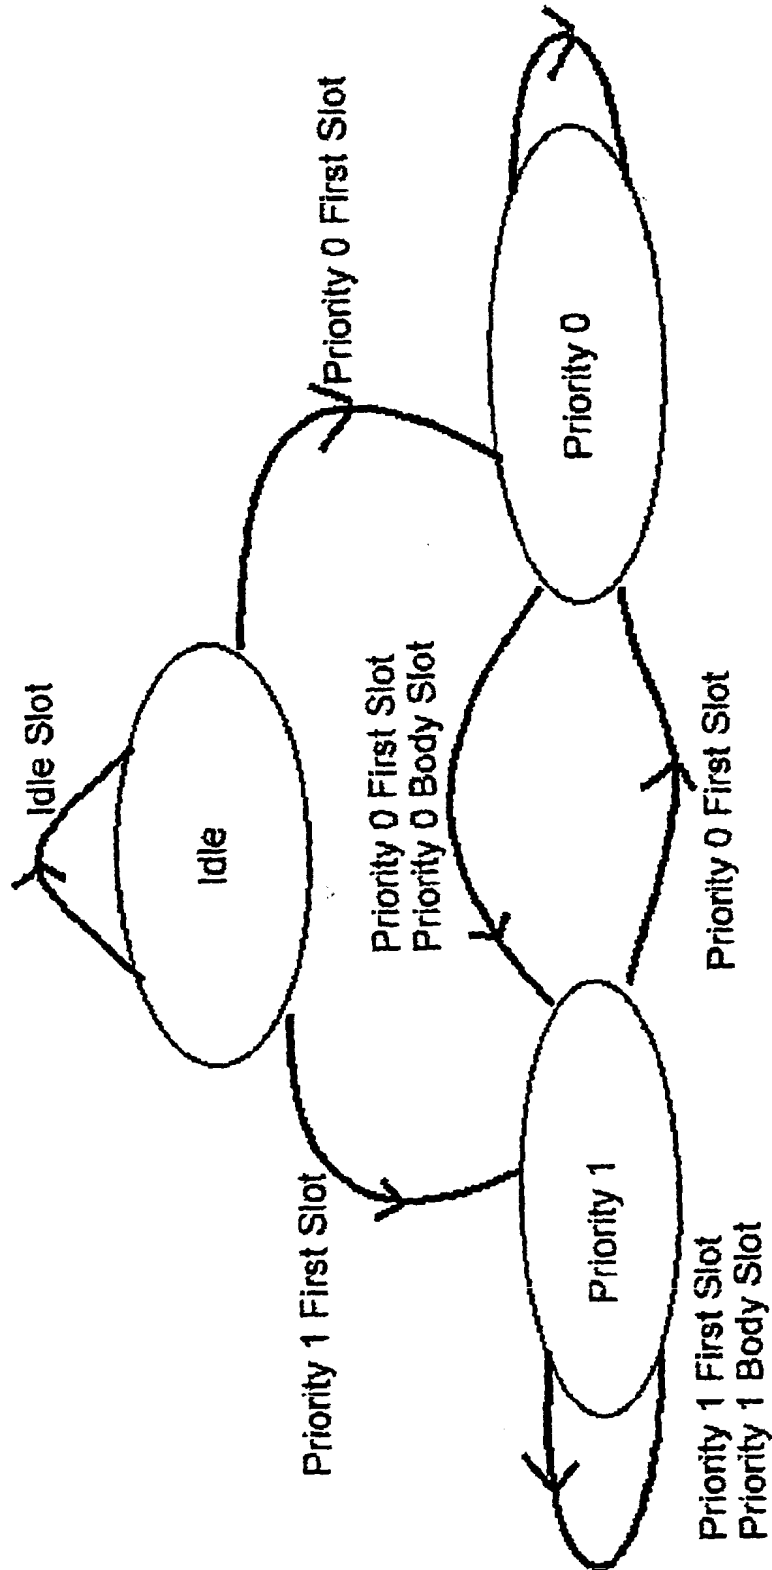 Idle Slot
Idle
Priority 1 First Slot
Priority 0 First Slot
Priority 0 First Slot
Priority 0 Body Slot
Priority 1
Priority 0
Priority 1 First Slot
Priority 1 Body Slot
Priority 0 First Slot